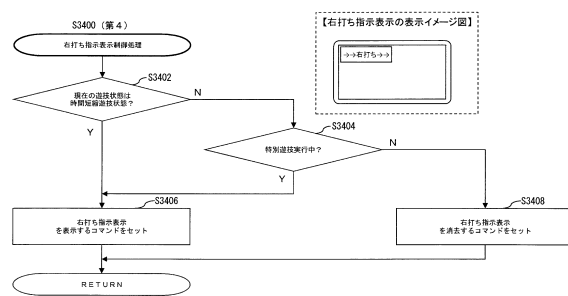 S3400（第４）
右打ち指示表示制御処理
【右打ち指示表示の表示イメージ図】
→→右打ち→→
S3402
現在の遊技状態は
時間短縮遊技状態？
N
Y
S3404
特別遊技実行中？
N
Y
S3406
右打ち指示表示
を表示するコマンドをセット
S3408
右打ち指示表示
を消去するコマンドをセット
ＲＥＴＵＲＮ